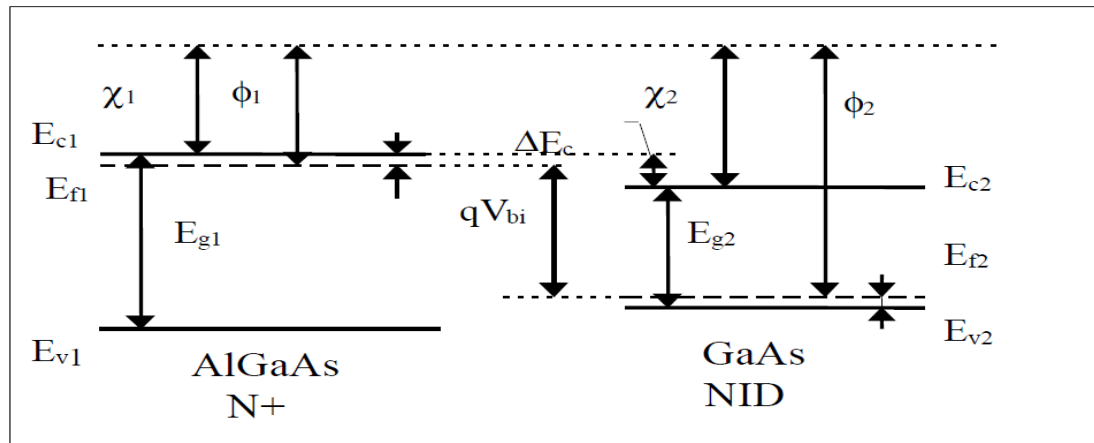 χ1
ϕ1
χ2
ϕ2
Ec1
ΔEc
Ef1
Ec2
qVbi
Eg1
Eg2
Ef2
Ev1
Ev2
AlGaAs
N+
GaAs
NID